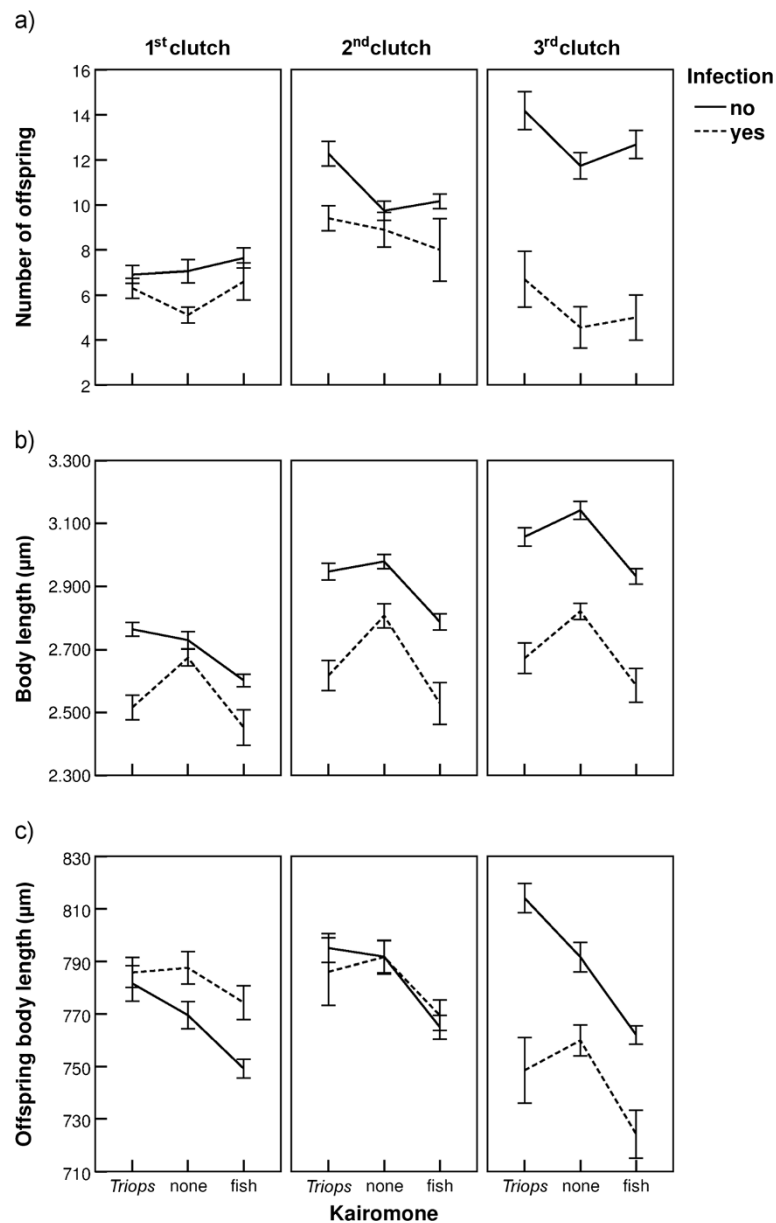 a)
1st clutch 2nd clutch 3rd clutch
Infection
no
yes
Number of offspring
16
14
12
10
8
6
4
2
b)
Body length (µm)
3.300
3.100
2.900
2.700
2.500
2.300
c)
Offspring body length (µm)
830
810
790
770
750
730
710
Triops none fish Triops none fish Triops none fish
Kairomone